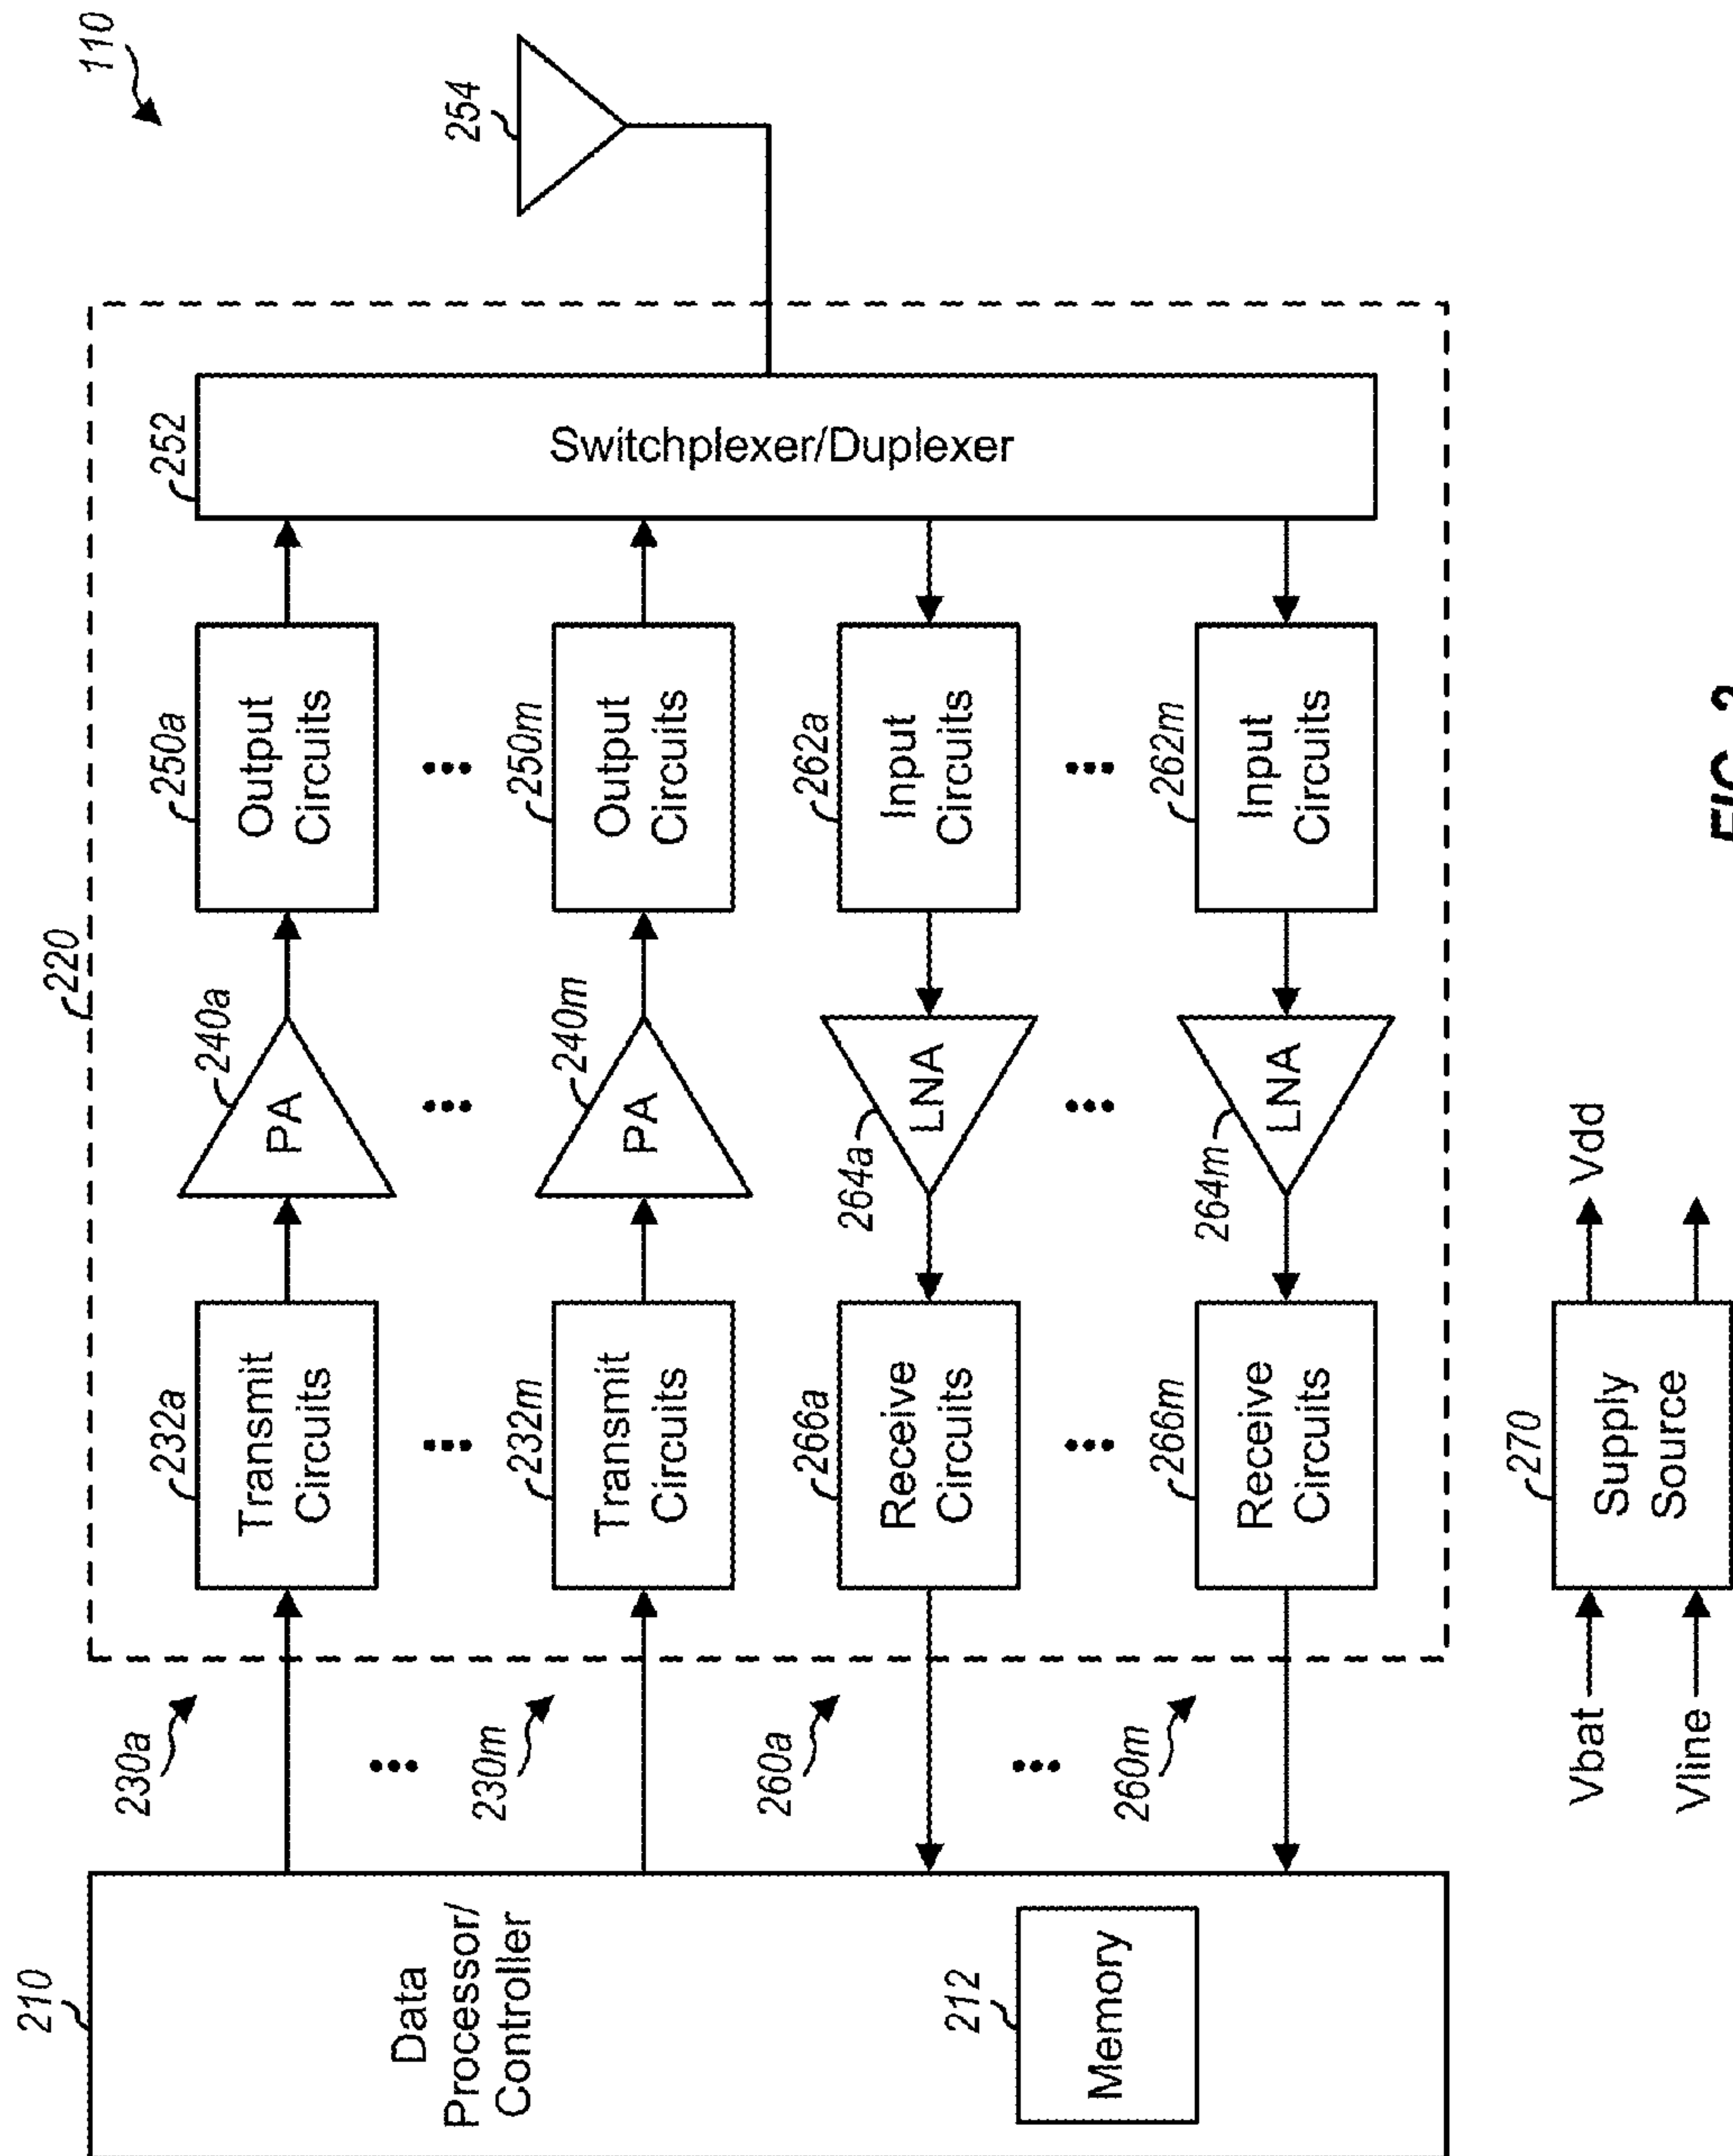 110
220
210
Data
Processor/
Controller
212
Memory
230a
...
230m
260a
...
260m
232a
Transmit
Circuits
240a
PA
250a
Output
Circuits
...
...
...
232m
Transmit
Circuits
240m
PA
250m
Output
Circuits
266a
Receive
Circuits
264a
LNA
262a
Input
Circuits
...
...
...
266m
Receive
Circuits
264m
LNA
262m
Input
Circuits
252
Switchplexer/Duplexer
254
Vbat
Vline
270
Supply
Source
Vdd